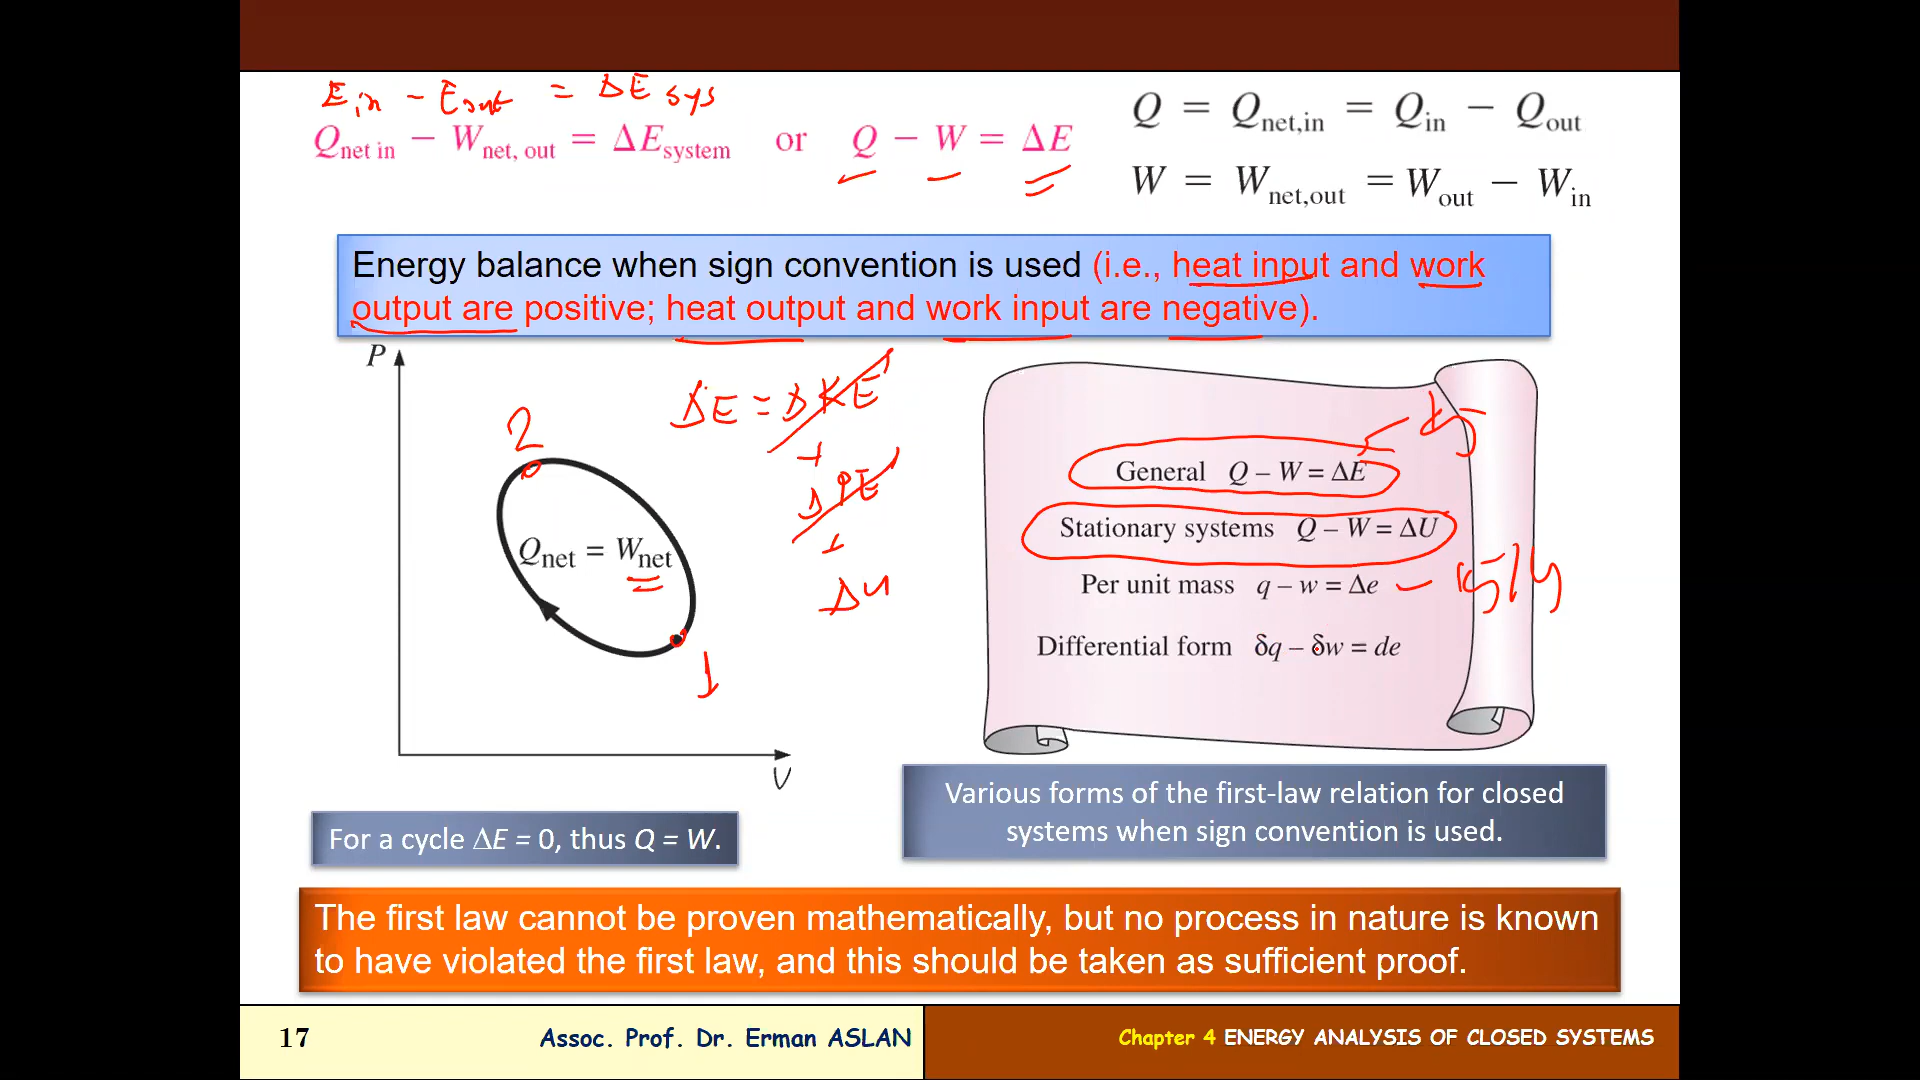 E in - E out = ΔE sys
Q net in − W net, out = ΔE system or Q − W = ΔE
Q = Q net,in = Q in − Q out
W = W net,out = W out − W in
Energy balance when sign convention is used (i.e., heat input and work
output are positive; heat output and work input are negative).
P
2
Q net = W net
1
V
ΔE = ΔKE
+
ΔPE
+
ΔU
General Q – W = ΔE
kJ
Stationary systems Q – W = ΔU
Per unit mass q – w = Δe
kJ/kg
Differential form δq – δw = de
For a cycle ΔE = 0, thus Q = W.
Various forms of the first-law relation for closed
systems when sign convention is used.
The first law cannot be proven mathematically, but no process in nature is known
to have violated the first law, and this should be taken as sufficient proof.
17
Assoc. Prof. Dr. Erman ASLAN
Chapter 4 ENERGY ANALYSIS OF CLOSED SYSTEMS